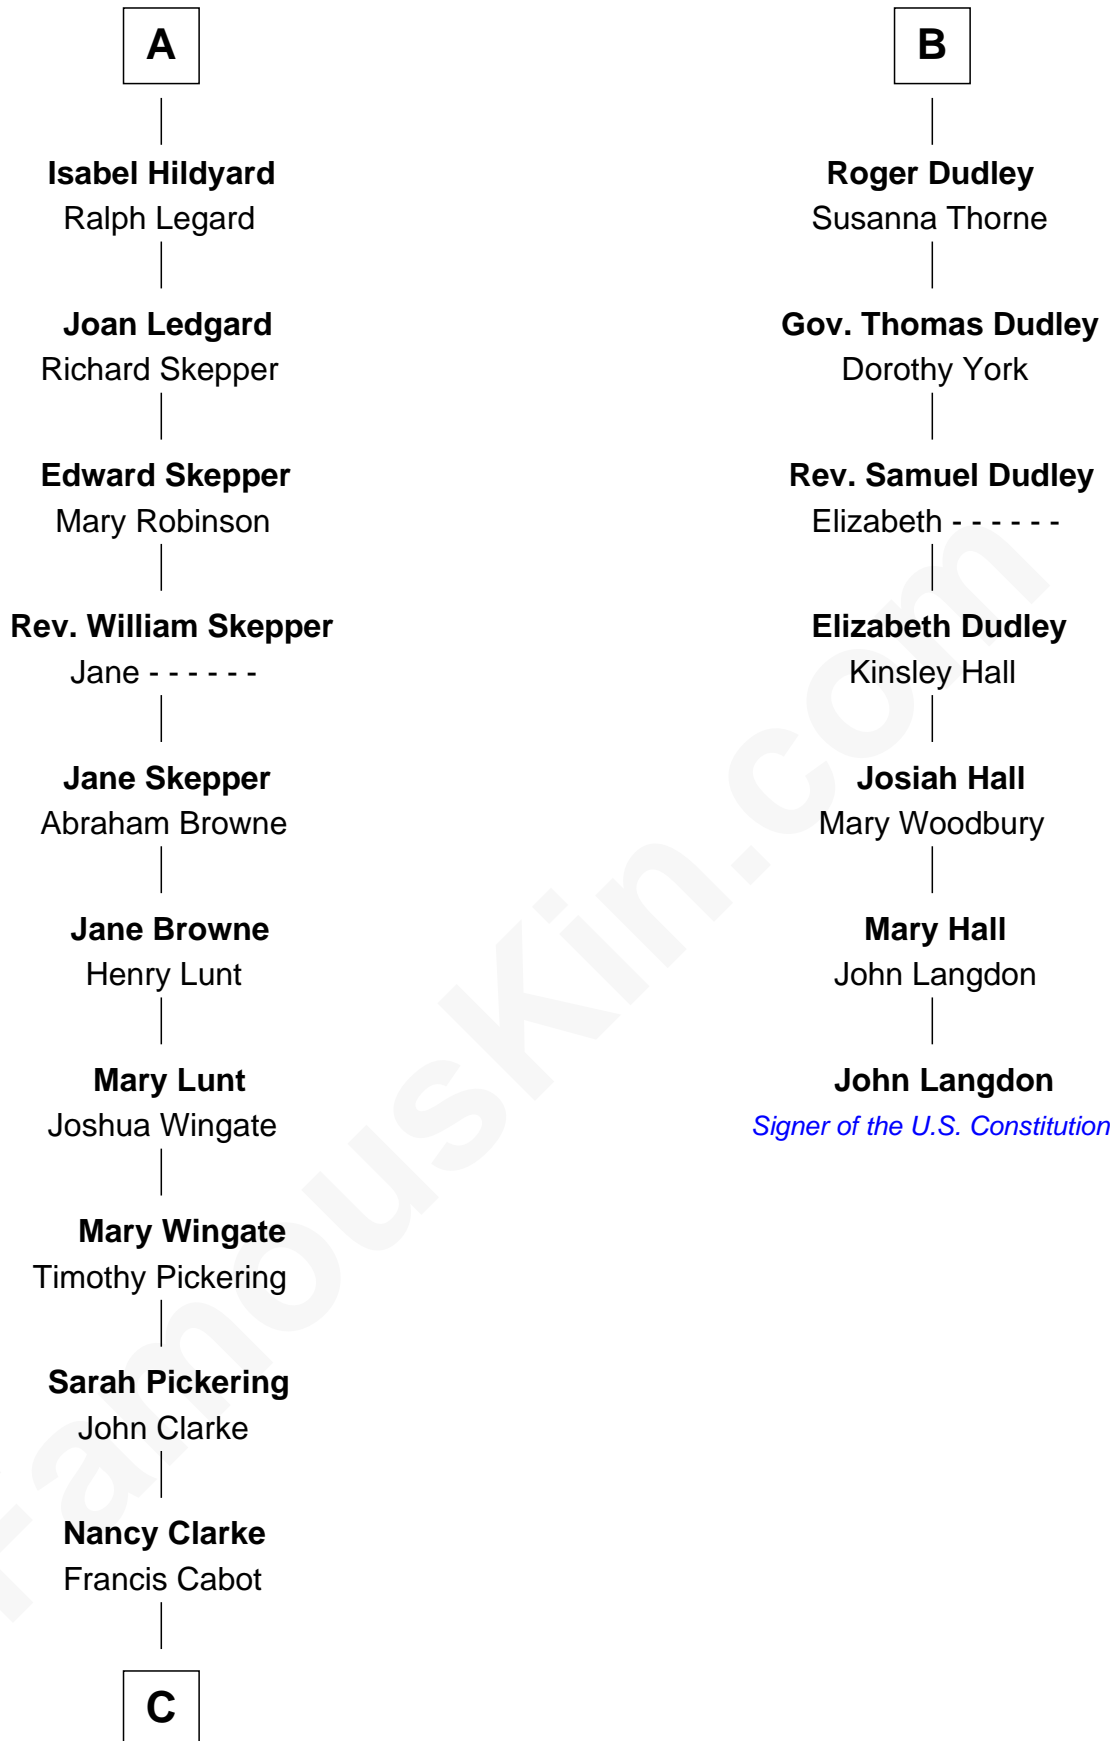 A
Isabel Hildyard
Ralph Legard
Joan Ledgard
Richard Skepper
Edward Skepper
Mary Robinson
Rev. William Skepper
Jane - - - - - -
Jane Skepper
Abraham Browne
Jane Browne
Henry Lunt
Mary Lunt
Joshua Wingate
Mary Wingate
Timothy Pickering
Sarah Pickering
John Clarke
Nancy Clarke
Francis Cabot
C
B
Roger Dudley
Susanna Thorne
Gov. Thomas Dudley
Dorothy York
Rev. Samuel Dudley
Elizabeth - - - - - -
Elizabeth Dudley
Kinsley Hall
Josiah Hall
Mary Woodbury
Mary Hall
John Langdon
John Langdon
Signer of the U.S. Constitution
FamousKin.com